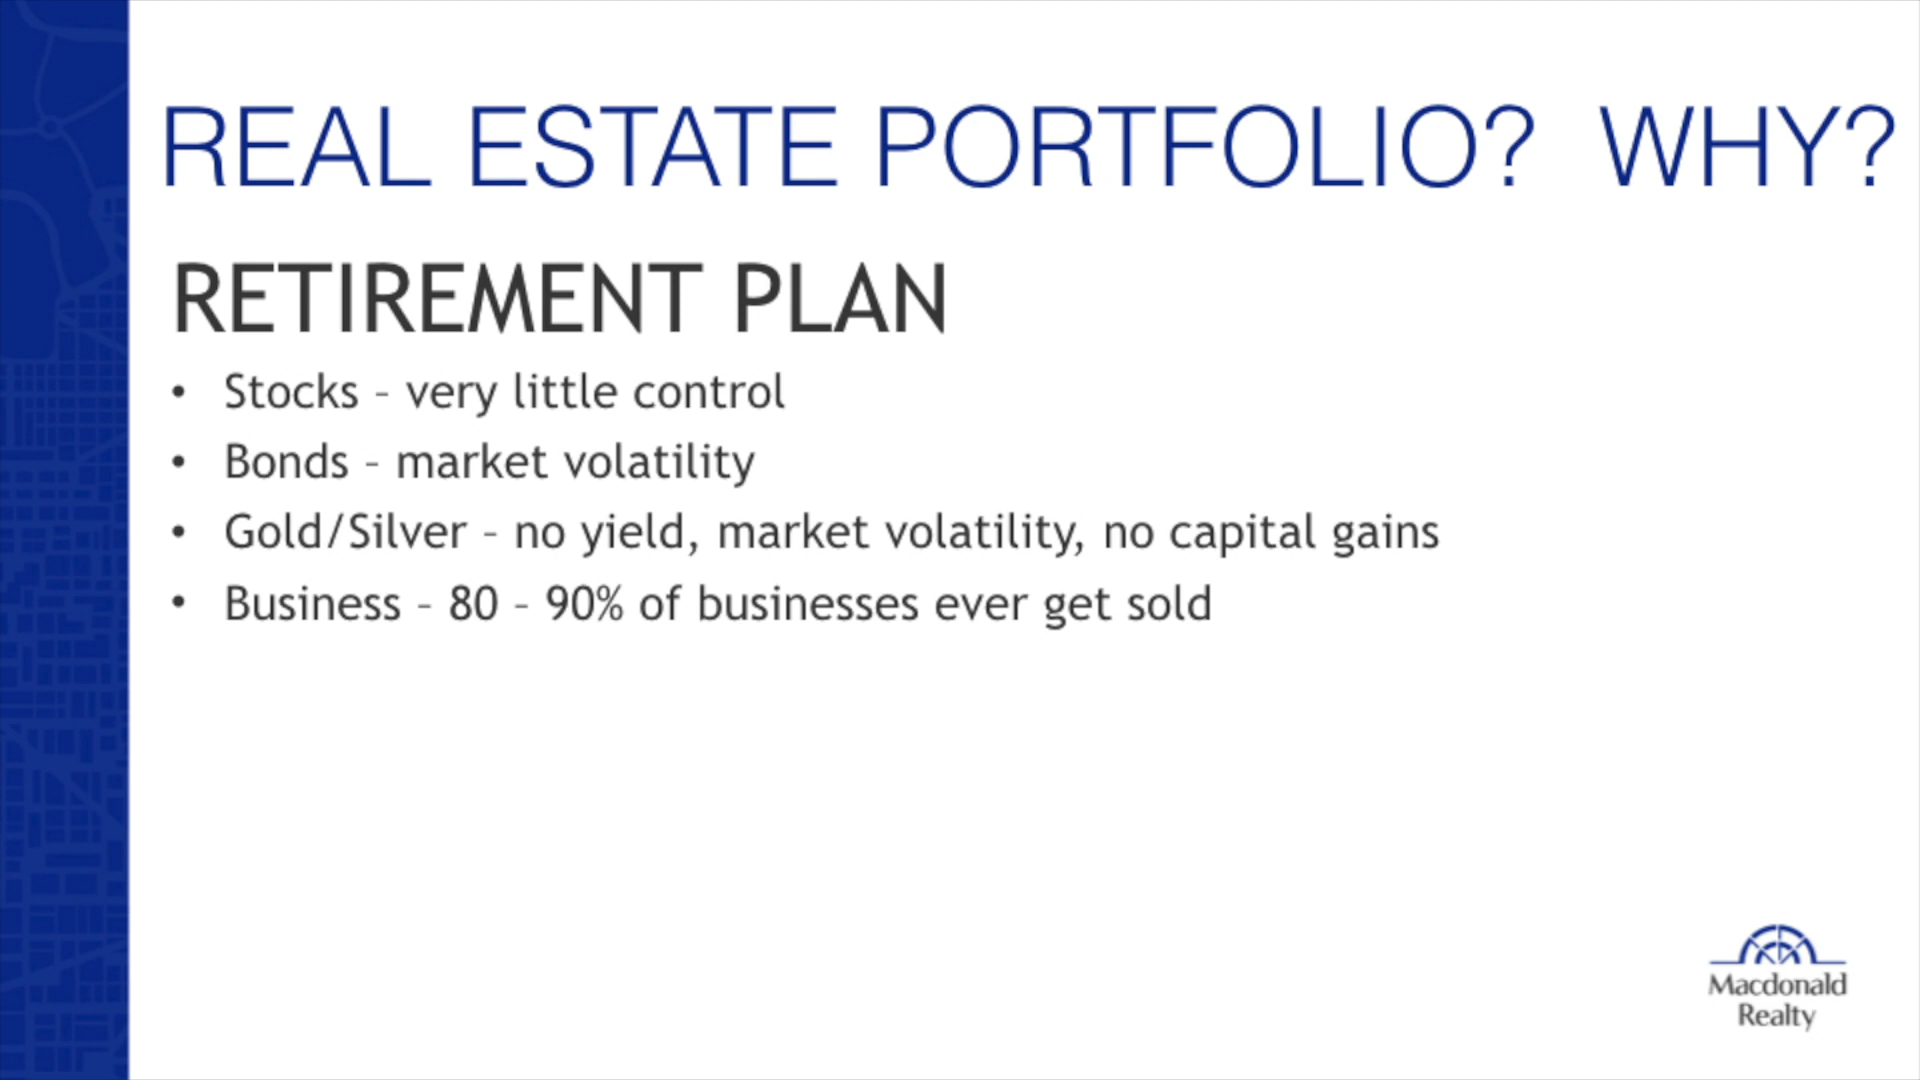 REAL ESTATE PORTFOLIO?  WHY?
RETIREMENT PLAN
• Stocks – very little control
• Bonds – market volatility
• Gold/Silver – no yield, market volatility, no capital gains
• Business – 80 – 90% of businesses ever get sold
Macdonald
Realty